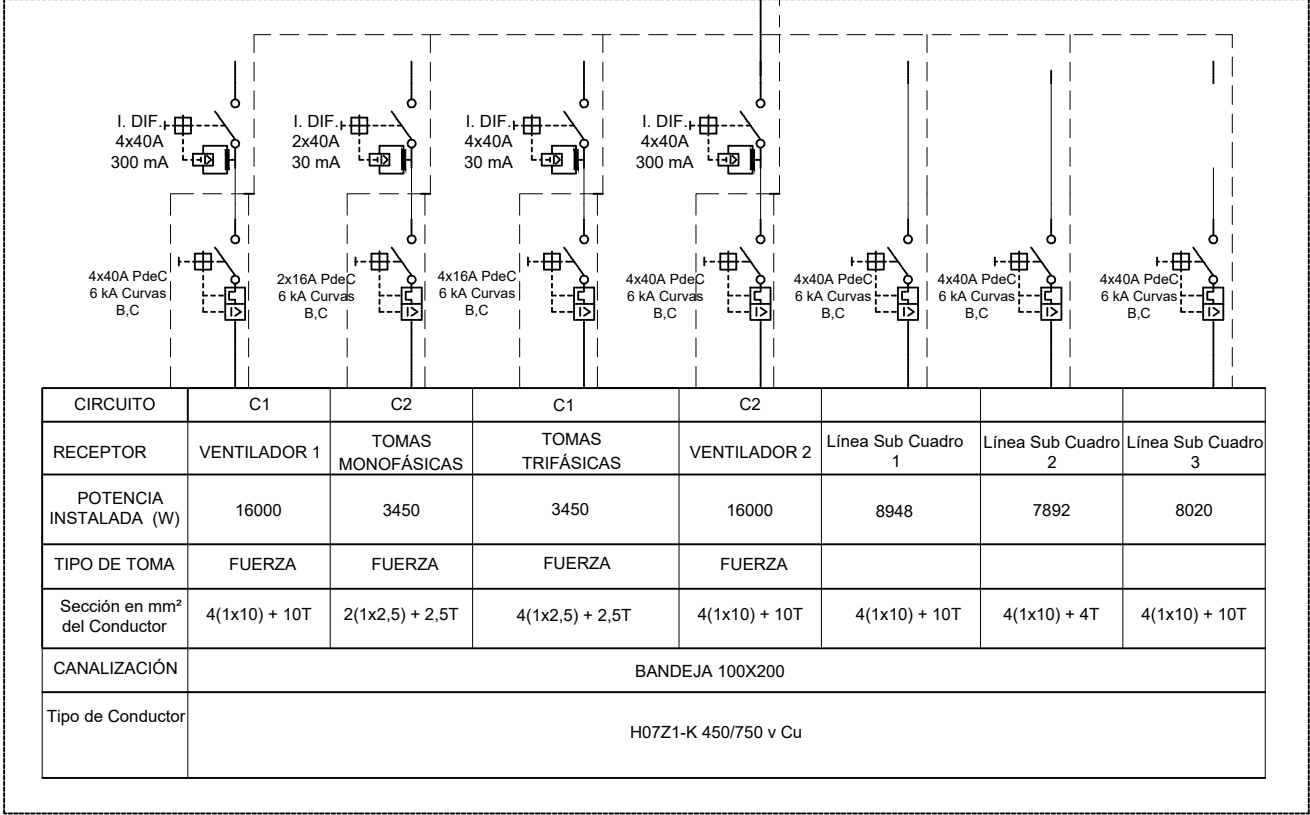 I. DIF.
4x40A
300 mA
I. DIF.
2x40A
30 mA
I. DIF.
4x40A
30 mA
I. DIF.
4x40A
300 mA
4x40A PdeC
6 kA Curvas
B,C
2x16A PdeC
6 kA Curvas
B,C
4x16A PdeC
6 kA Curvas
B,C
4x40A PdeC
6 kA Curvas
B,C
4x40A PdeC
6 kA Curvas
B,C
4x40A PdeC
6 kA Curvas
B,C
4x40A PdeC
6 kA Curvas
B,C
CIRCUITO C1 C2 C1 C2
RECEPTOR
VENTILADOR 1
TOMAS
MONOFÁSICAS
TOMAS
TRIFÁSICAS
VENTILADOR 2
Línea Sub Cuadro
1
Línea Sub Cuadro
2
Línea Sub Cuadro
3
POTENCIA
INSTALADA (W)
16000 3450 3450 16000 8948 7892 8020
TIPO DE TOMA FUERZA FUERZA FUERZA FUERZA
Sección en mm²
del Conductor
4(1x10) + 10T 2(1x2,5) + 2,5T 4(1x2,5) + 2,5T 4(1x10) + 10T 4(1x10) + 10T 4(1x10) + 4T 4(1x10) + 10T
CANALIZACIÓN BANDEJA 100X200
Tipo de Conductor
H07Z1-K 450/750 v Cu